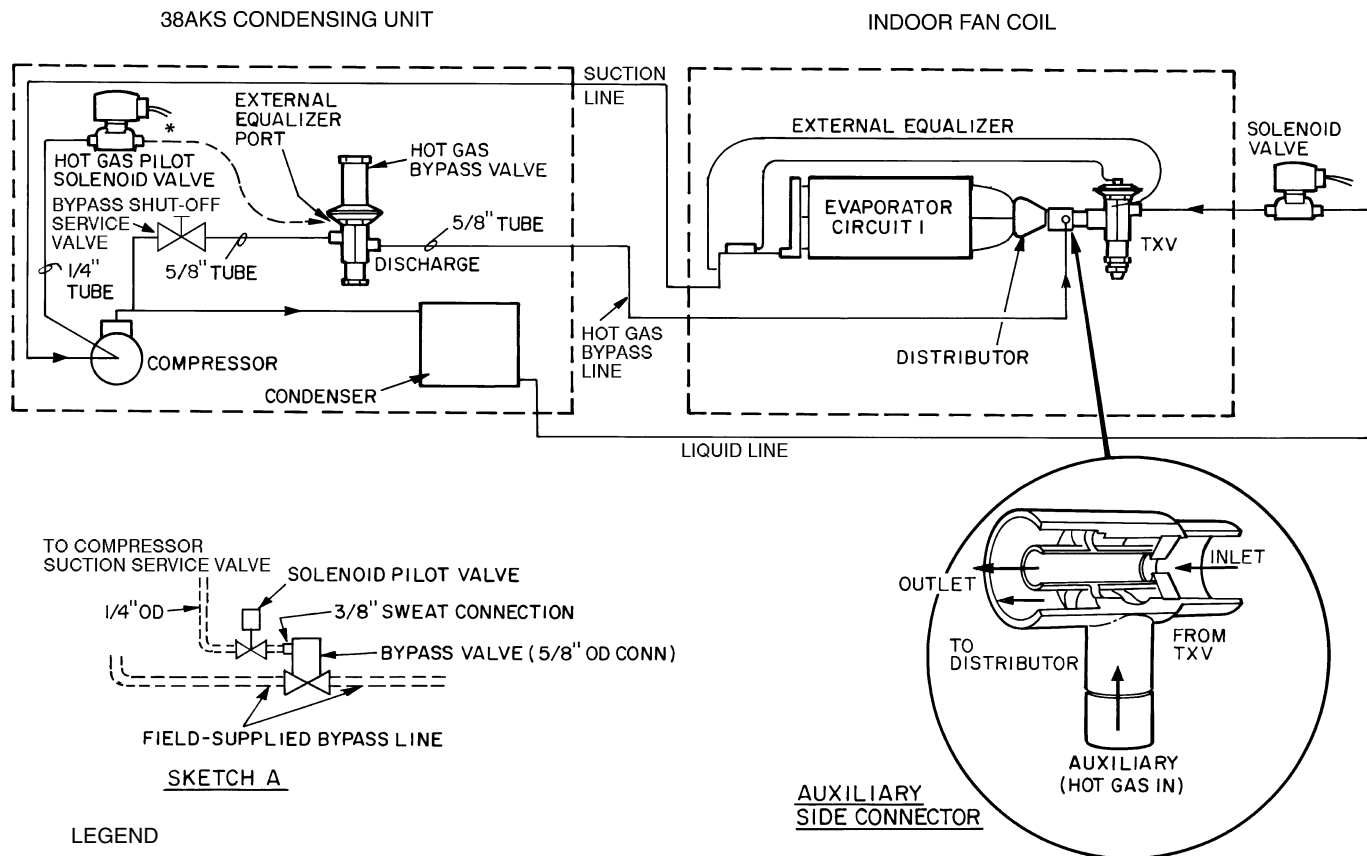 38AKS CONDENSING UNIT
INDOOR FAN COIL
SUCTION
LINE
EXTERNAL
EQUALIZER
PORT
*
HOT GAS PILOT
SOLENOID VALVE
HOT GAS
BYPASS VALVE
BYPASS SHUT-OFF
SERVICE
VALVE
5/8" TUBE
5/8" TUBE
DISCHARGE
1/4"
TUBE
COMPRESSOR
CONDENSER
HOT GAS
BYPASS
LINE
EXTERNAL EQUALIZER
SOLENOID
VALVE
EVAPORATOR
CIRCUIT I
TXV
DISTRIBUTOR
LIQUID LINE
TO COMPRESSOR
SUCTION SERVICE VALVE
SOLENOID PILOT VALVE
1/4" OD
3/8" SWEAT CONNECTION
BYPASS VALVE (5/8" OD CONN)
FIELD-SUPPLIED BYPASS LINE
SKETCH A
INLET
OUTLET
TO
DISTRIBUTOR
FROM
TXV
AUXILIARY
(HOT GAS IN)
AUXILIARY
SIDE CONNECTOR
LEGEND